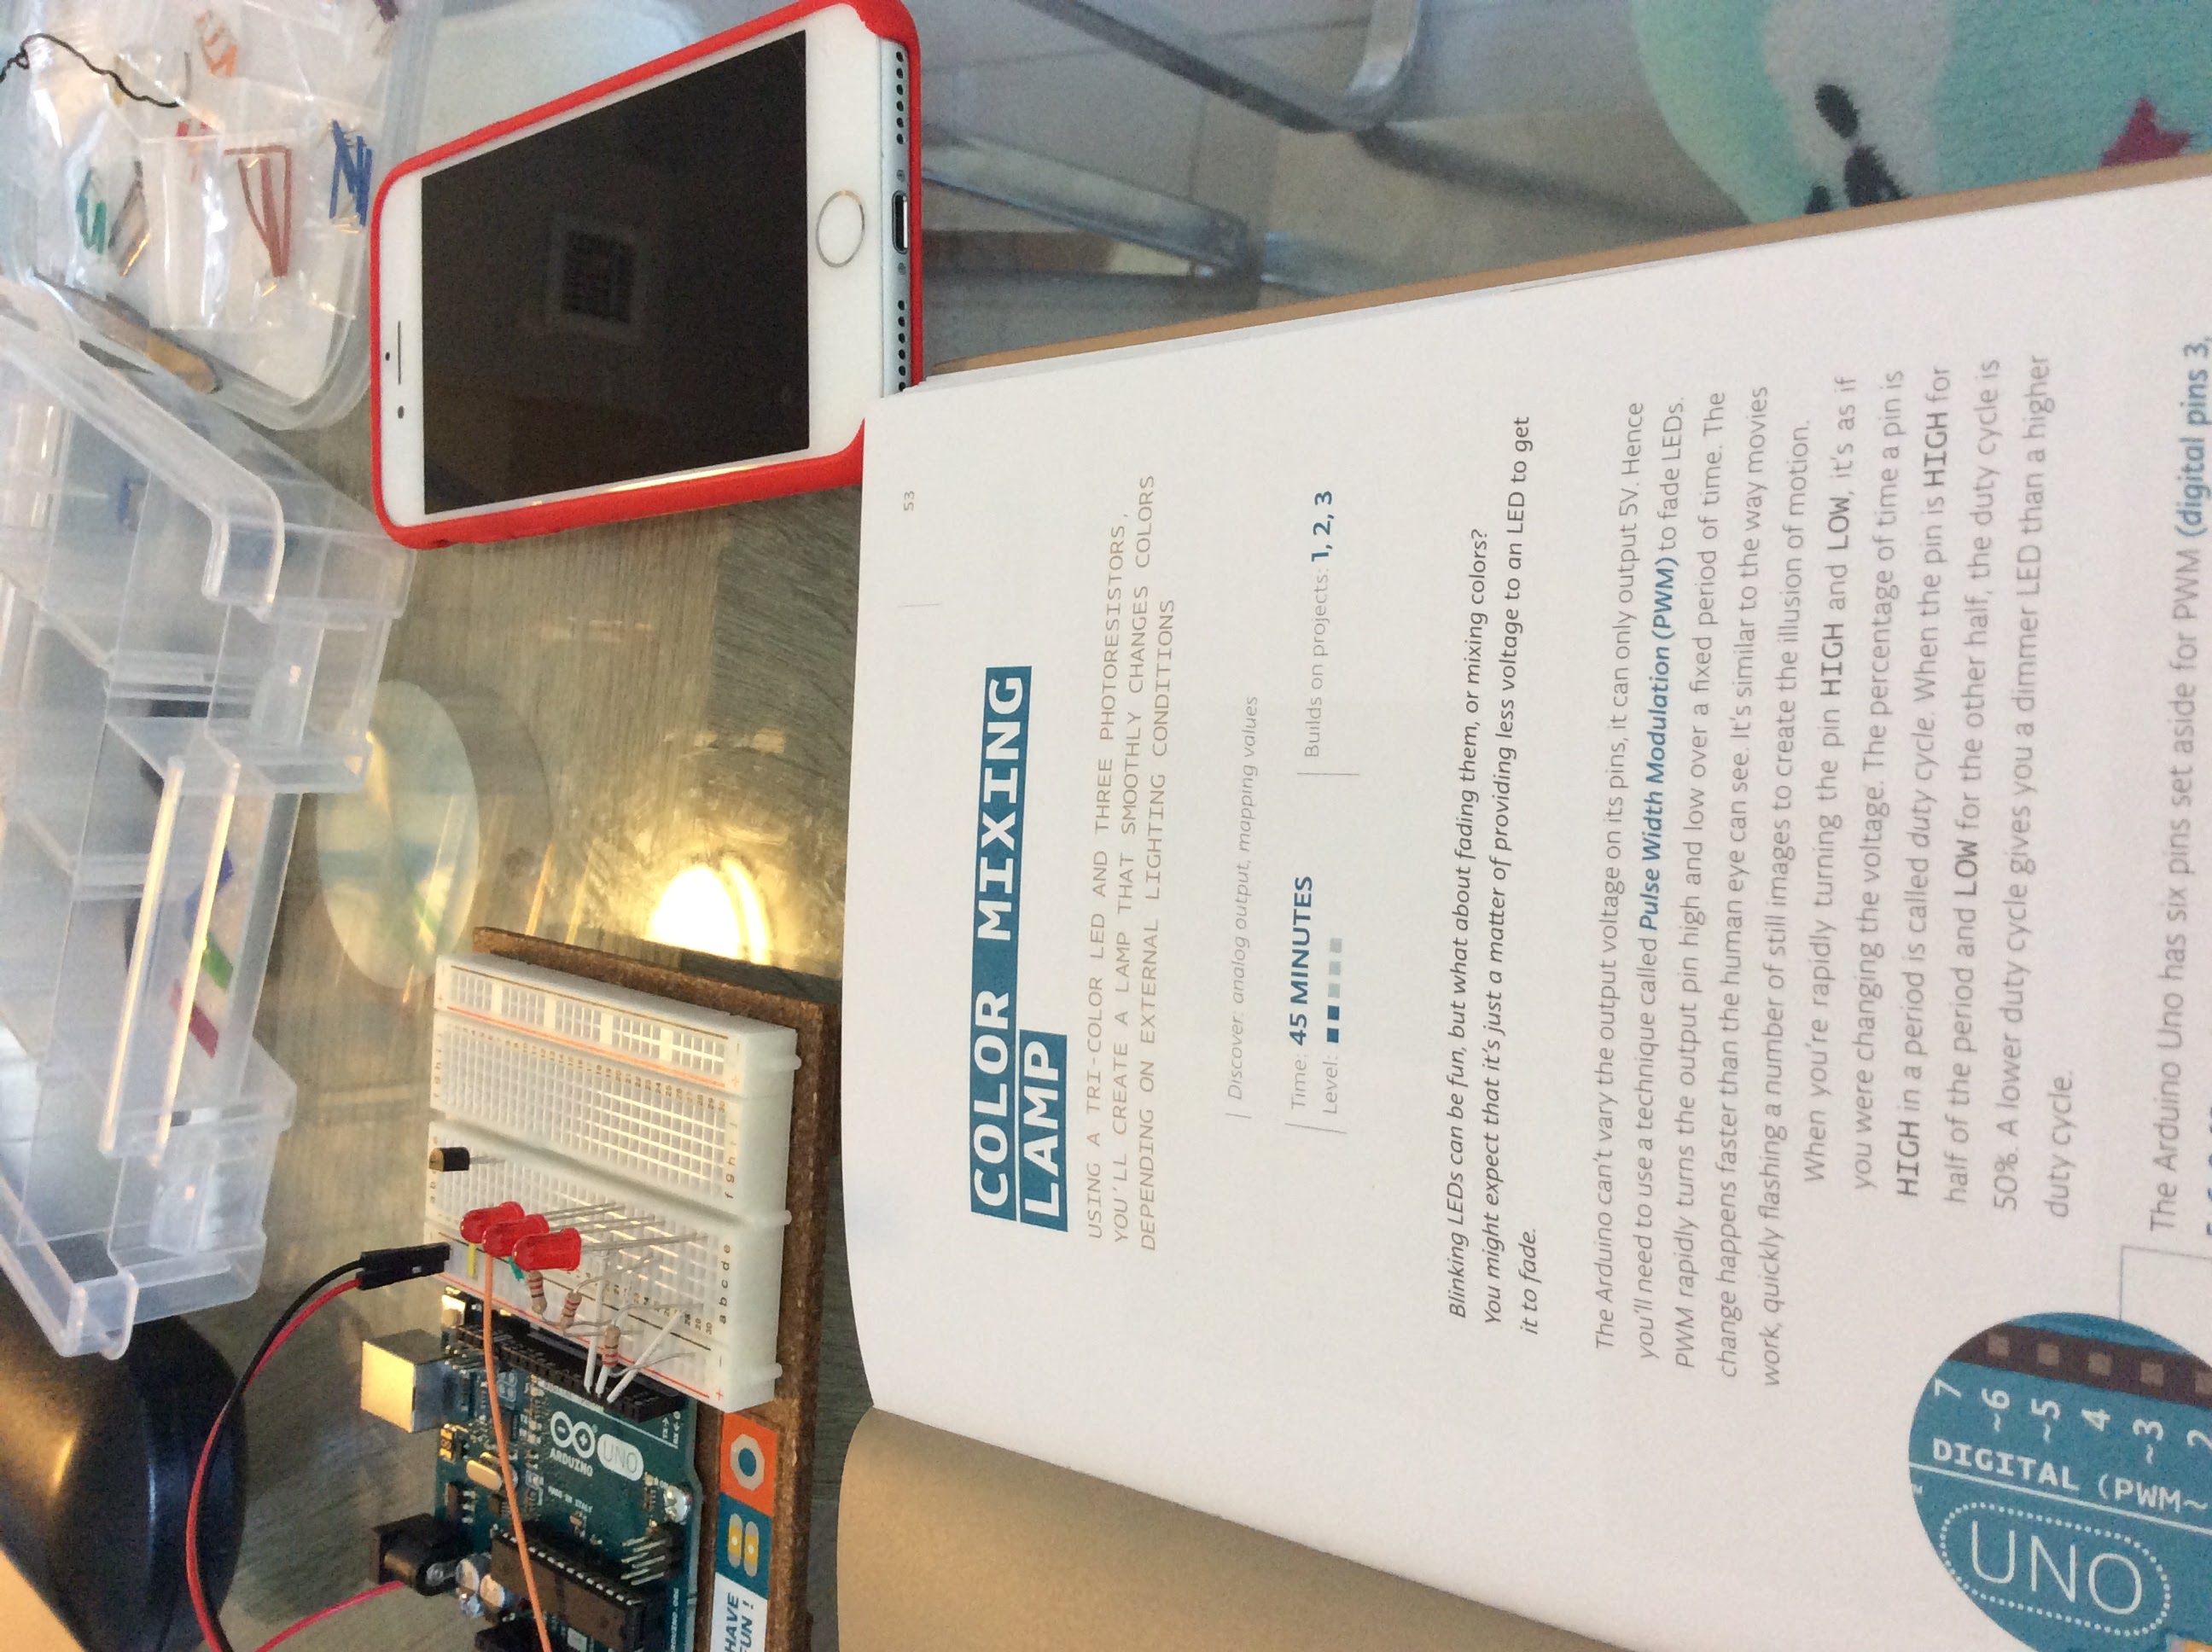 ARDUINO
UNO
HAVE
FUN !
a b c d e
f g h i j
53
COLOR MIXING
LAMP
USING A TRI-COLOR LED AND THREE PHOTORESISTORS,
YOU'LL CREATE A LAMP THAT SMOOTHLY CHANGES COLORS
DEPENDING ON EXTERNAL LIGHTING CONDITIONS
Discover: analog output, mapping values
Time: 45 MINUTES
Level:
Builds on projects: 1, 2, 3
Blinking LEDs can be fun, but what about fading them, or mixing colors?
You might expect that it's just a matter of providing less voltage to an LED to get
it to fade.
The Arduino can't vary the output voltage on its pins, it can only output 5V. Hence
you'll need to use a technique called Pulse Width Modulation (PWM) to fade LEDs.
PWM rapidly turns the output pin high and low over a fixed period of time. The
change happens faster than the human eye can see. It's similar to the way movies
work, quickly flashing a number of still images to create the illusion of motion.
When you're rapidly turning the pin HIGH and LOW, it's as if
you were changing the voltage. The percentage of time a pin is
HIGH in a period is called duty cycle. When the pin is HIGH for
half of the period and LOW for the other half, the duty cycle is
50%. A lower duty cycle gives you a dimmer LED than a higher
duty cycle.
The Arduino Uno has six pins set aside for PWM (digital pins 3,
UNO
DIGITAL (PWM~
7
~6
~5
4
~3
2